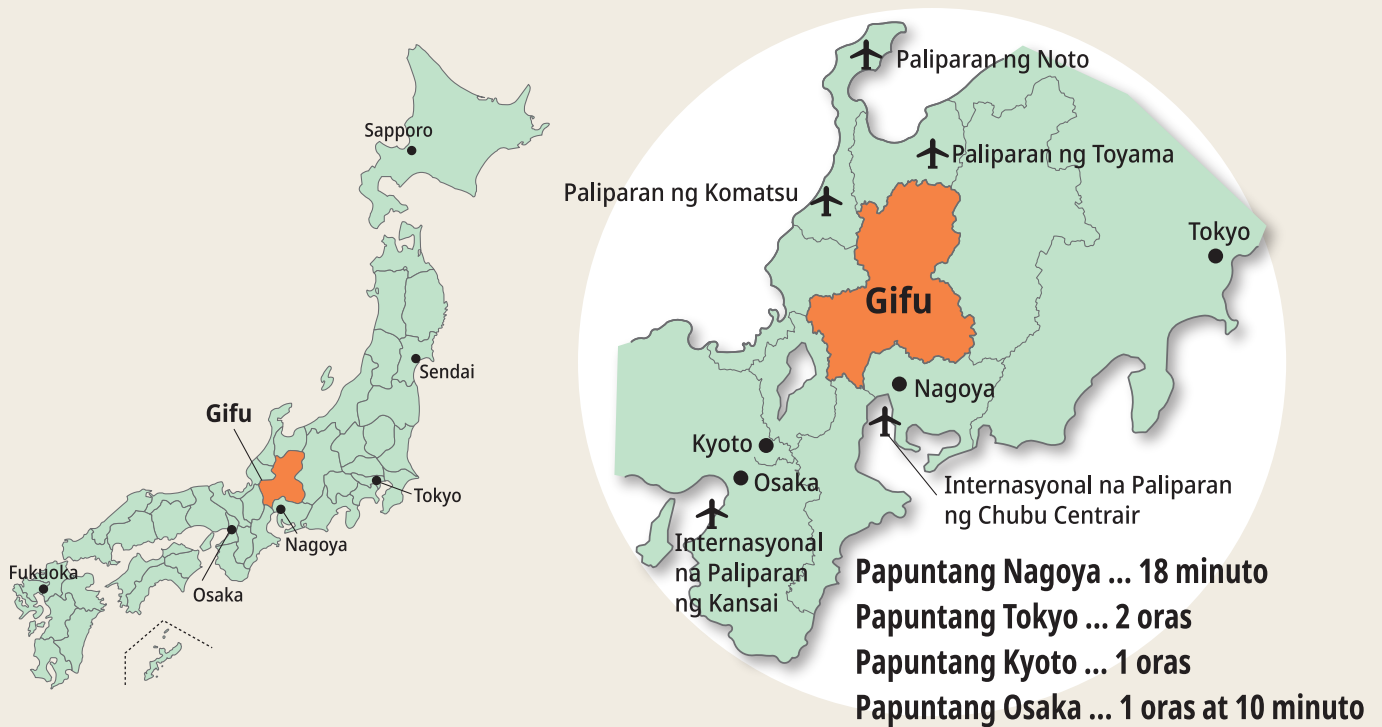 Sapporo
Sendai
Gifu
Tokyo
Nagoya
Fukuoka
Osaka
Paliparan ng Noto
Paliparan ng Toyama
Paliparan ng Komatsu
Tokyo
Gifu
Nagoya
Kyoto
Osaka
Internasyonal na Paliparan
ng Chubu Centrair
Internasyonal
na Paliparan
ng Kansai
Papuntang Nagoya ... 18 minuto
Papuntang Tokyo ... 2 oras
Papuntang Kyoto ... 1 oras
Papuntang Osaka ... 1 oras at 10 minuto